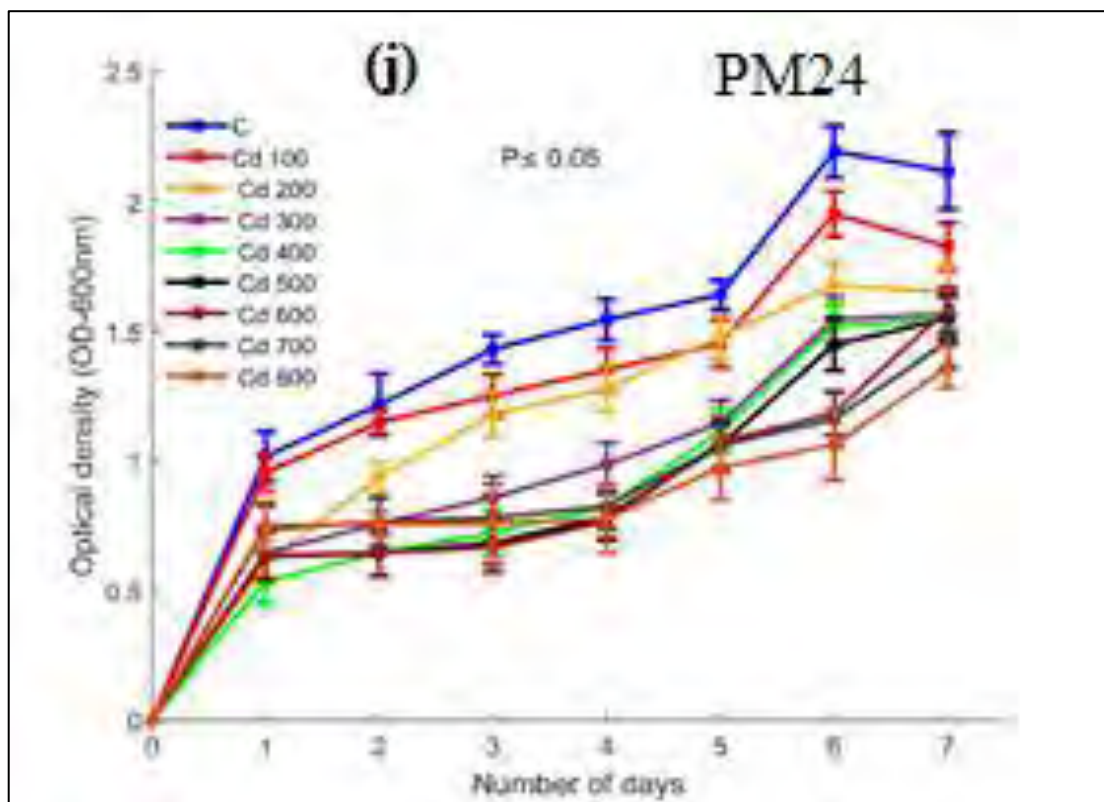 (j)
PM24
2.5
2
1.5
1
0.5
0
C
Cd 100
Cd 200
Cd 300
Cd 400
Cd 500
Cd 600
Cd 700
Cd 800
P≤ 0.05
Optical density (OD-600nm)
0 1 2 3 4 5 6 7
Number of days